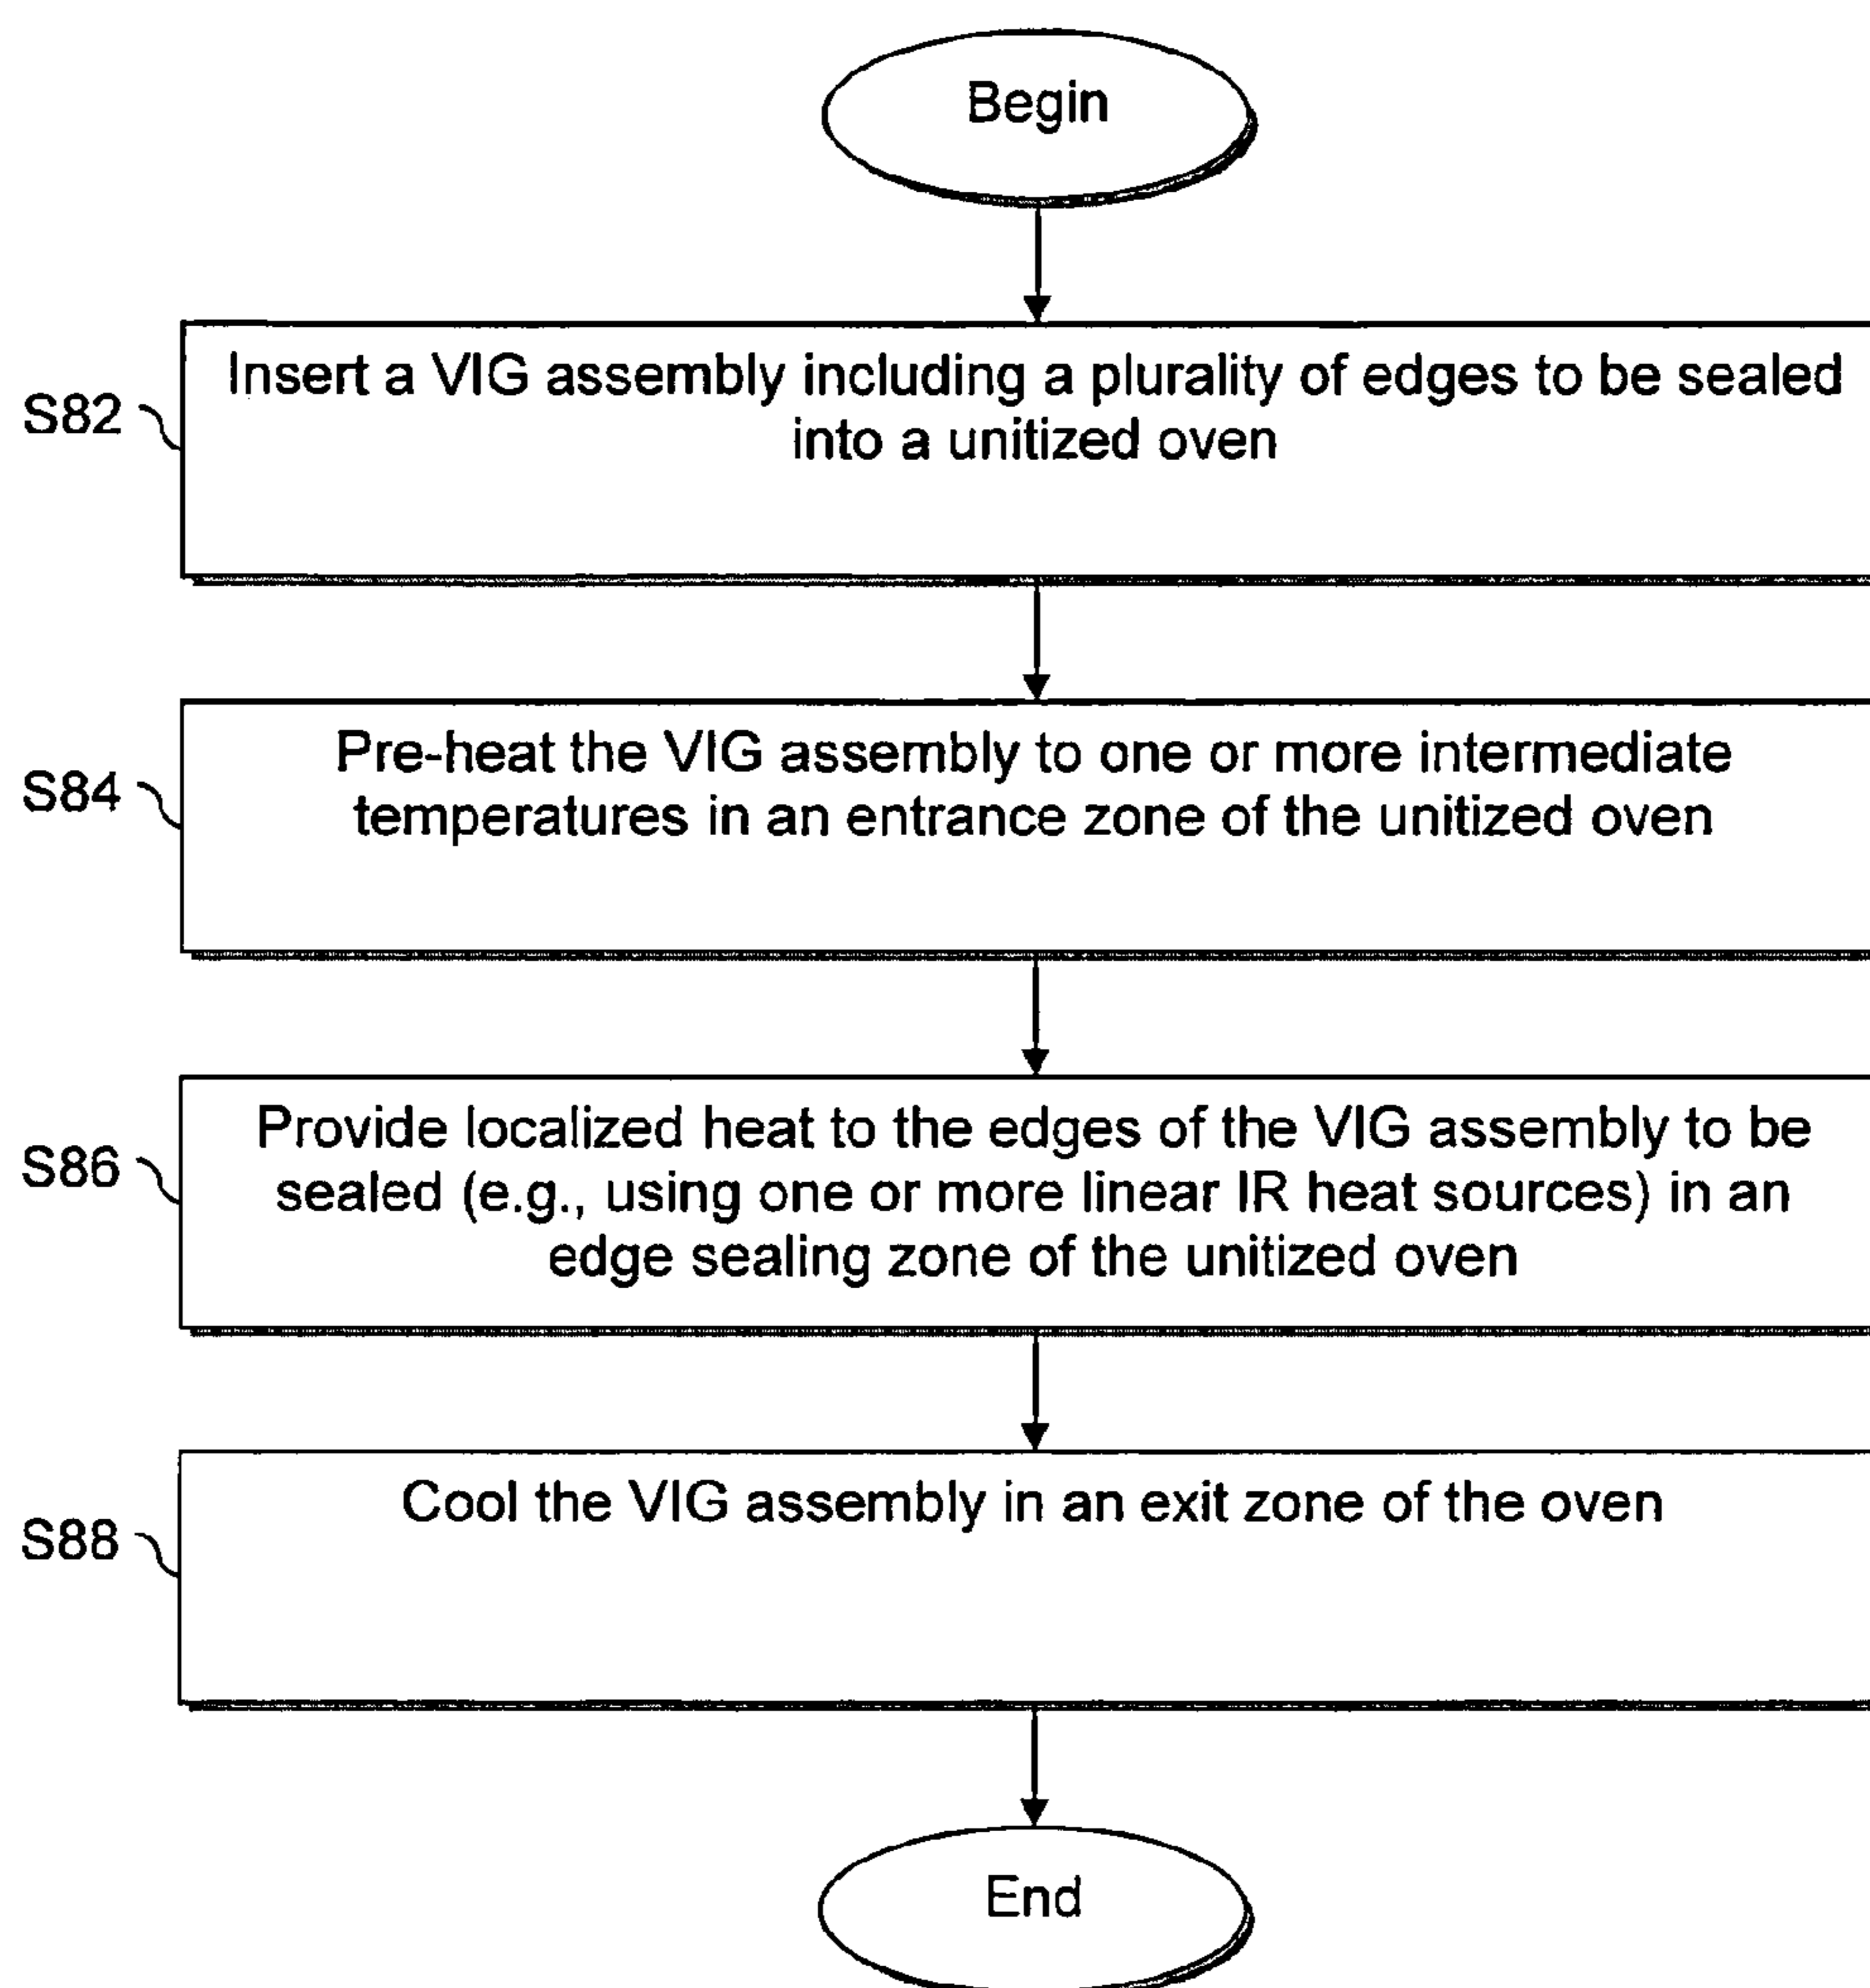 Begin
S82
Insert a VIG assembly including a plurality of edges to be sealed
into a unitized oven
S84
Pre-heat the VIG assembly to one or more intermediate
temperatures in an entrance zone of the unitized oven
S86
Provide localized heat to the edges of the VIG assembly to be
sealed (e.g., using one or more linear IR heat sources) in an
edge sealing zone of the unitized oven
S88
Cool the VIG assembly in an exit zone of the oven
End